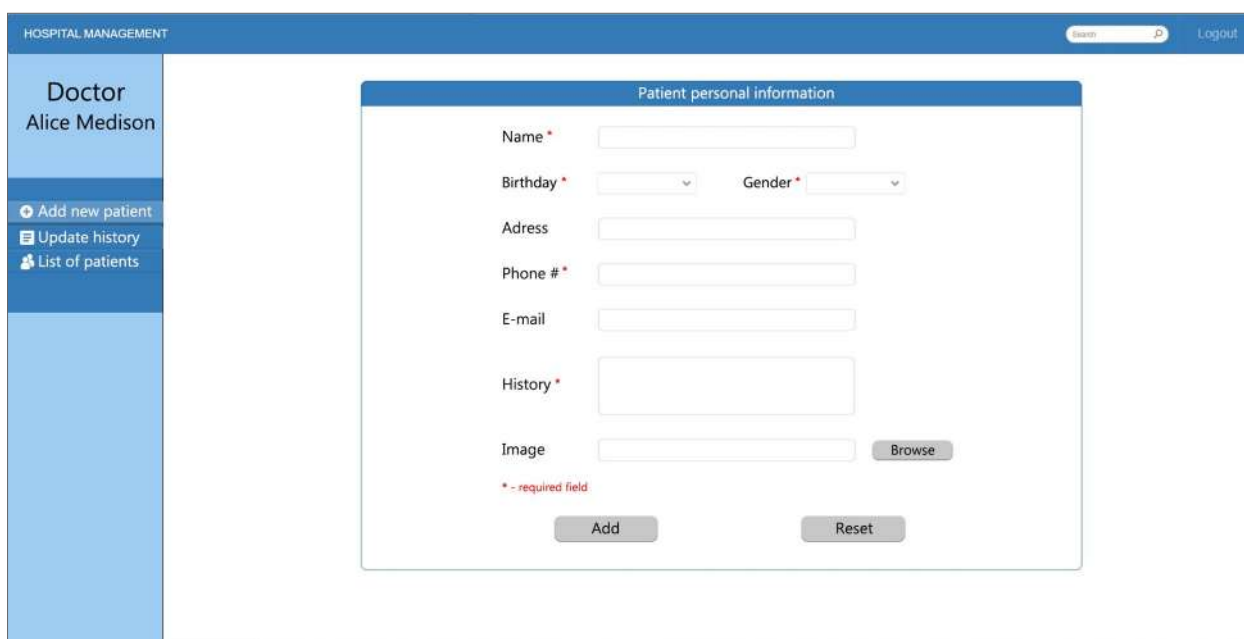 HOSPITAL MANAGEMENT
Search
Logout
Doctor
Alice Medison
Add new patient
Update history
List of patients
Patient personal information
Name *
Birthday * Gender *
Adress
Phone # *
E-mail
History *
Image Browse
* - required field
Add Reset